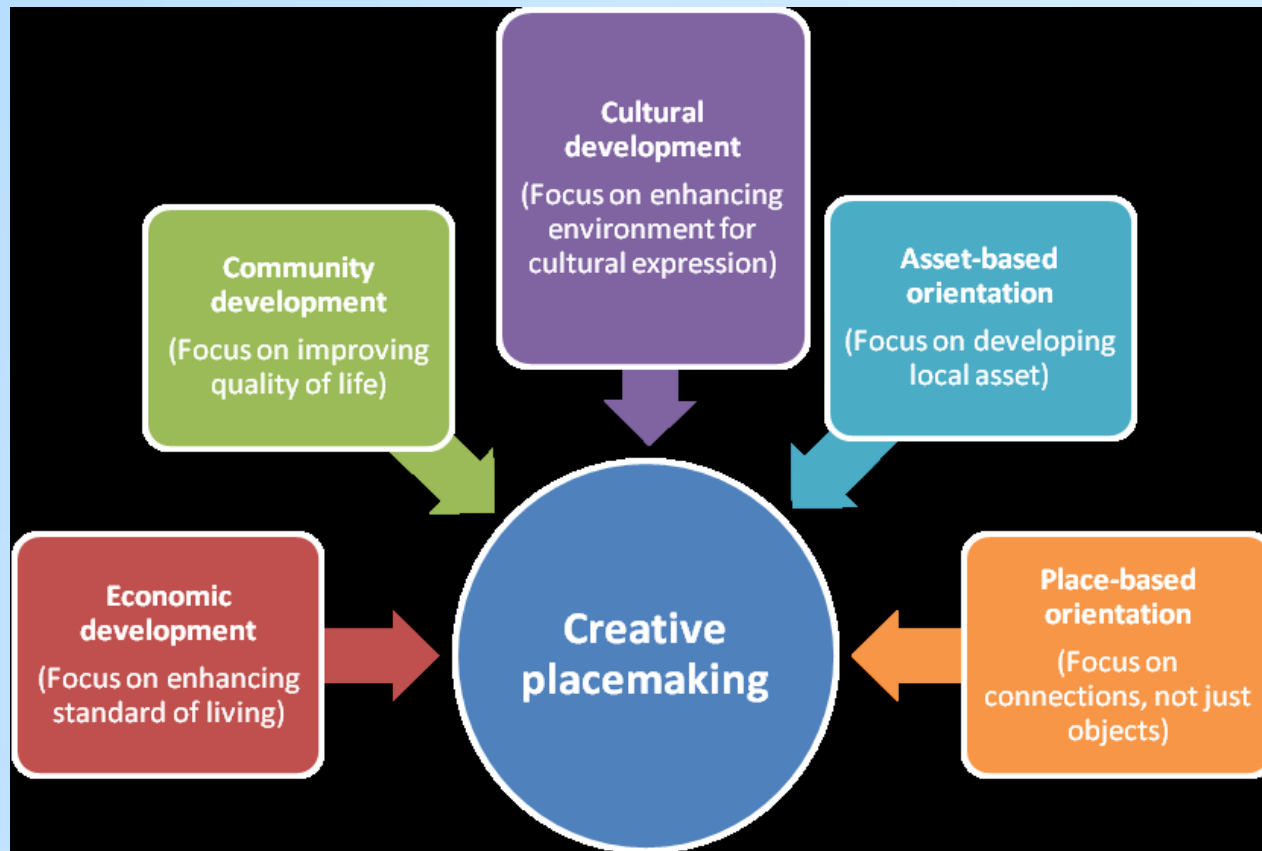 Cultural
development
(Focus on enhancing
environment for
cultural expression)
Community
development
(Focus on improving
quality of life)
Asset-based
orientation
(Focus on developing
local asset)
Economic
development
(Focus on enhancing
standard of living)
Creative
placemaking
Place-based
orientation
(Focus on
connections, not just
objects)